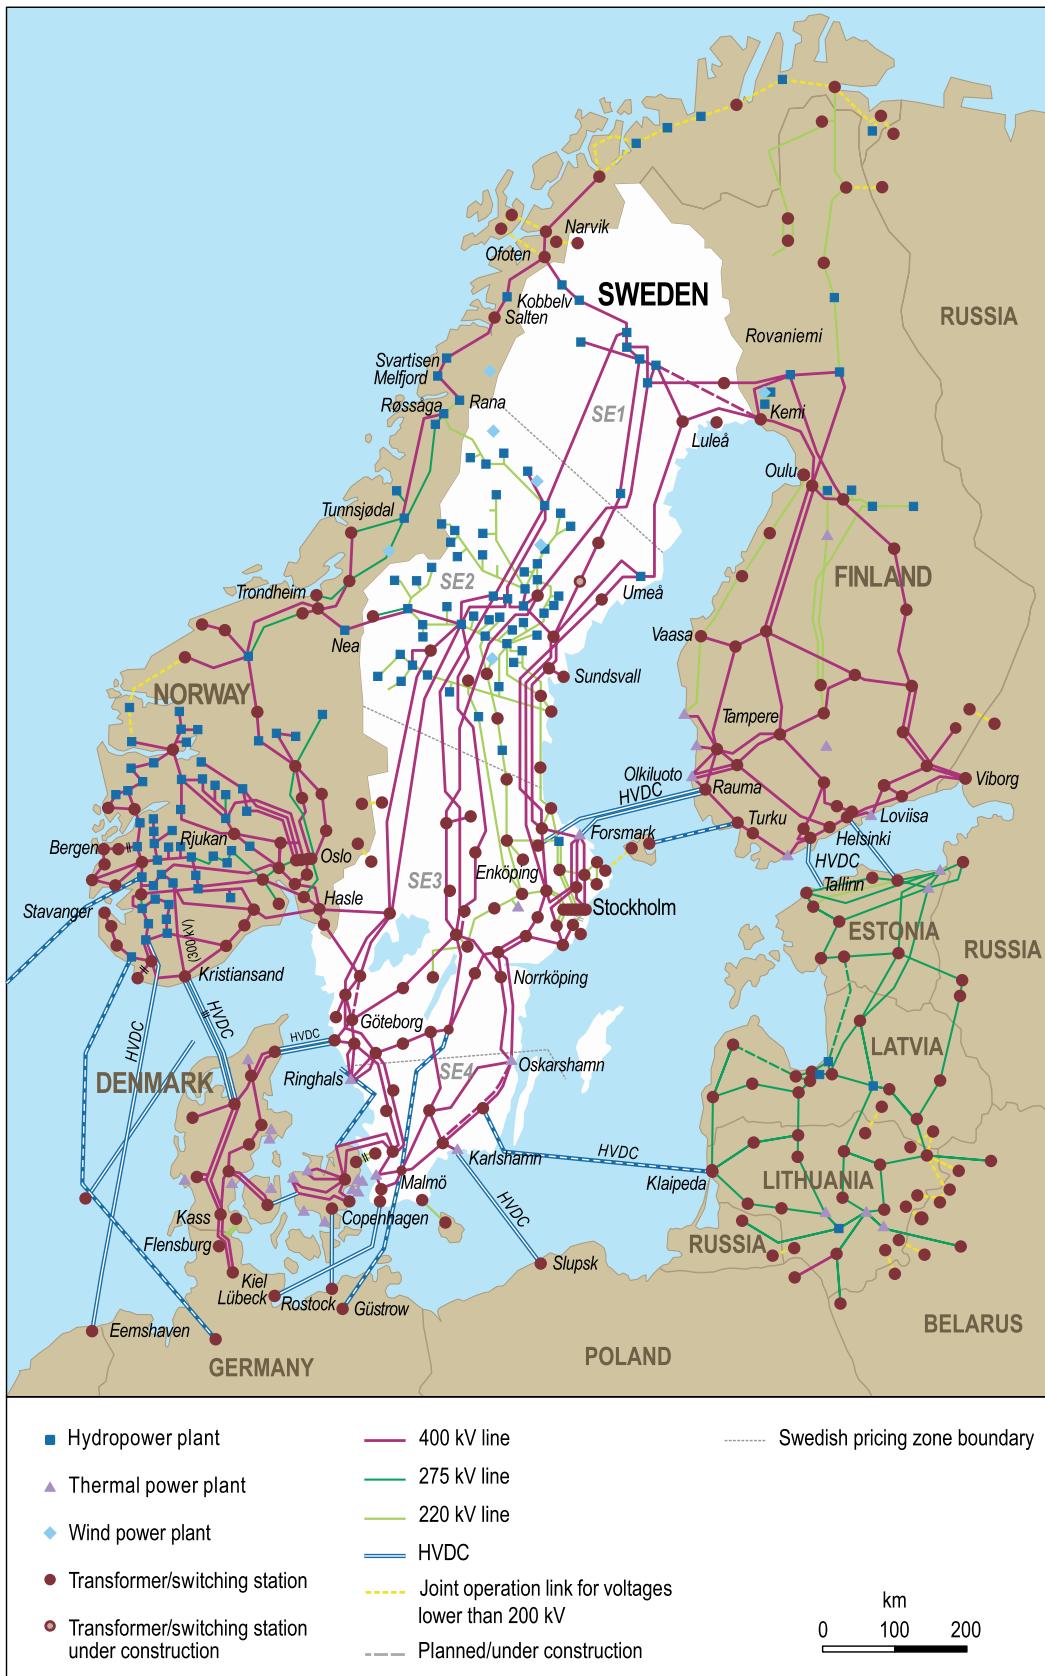 Narvik
Ofoten
SWEDEN
Kobbelv
Salten
RUSSIA
Rovaniemi
Svartisen
Melfjord
Røssåga
Rana
SE1
Kemi
Luleå
Oulu
Tunnsjødal
SE2
FINLAND
Trondheim
Umeå
Vaasa
Nea
Sundsvall
NORWAY
Tampere
Olkiluoto
Viborg
HVDC
Rauma
Turku
Loviisa
Forsmark
Helsinki
Rjukan
Bergen
Oslo
Enköping
HVDC
SE3
Tallinn
Hasle
Stavanger
Stockholm
ESTONIA
(300 kV)
RUSSIA
Kristiansand
Norrköping
HVDC
HVDC
Göteborg
HVDC
LATVIA
Oskarshamn
DENMARK
Ringhals
SE4
HVDC
Karlshamn
Klaipeda
LITHUANIA
Malmö
HVDC
Kass
Copenhagen
Flensburg
RUSSIA
Slupsk
Kiel
Lübeck
Rostock
Güstrow
Eemshaven
BELARUS
GERMANY
POLAND
Hydropower plant
Thermal power plant
Wind power plant
Transformer/switching station
Transformer/switching station
under construction
400 kV line
275 kV line
220 kV line
HVDC
Joint operation link for voltages
lower than 200 kV
Planned/under construction
Swedish pricing zone boundary
km
0 100 200